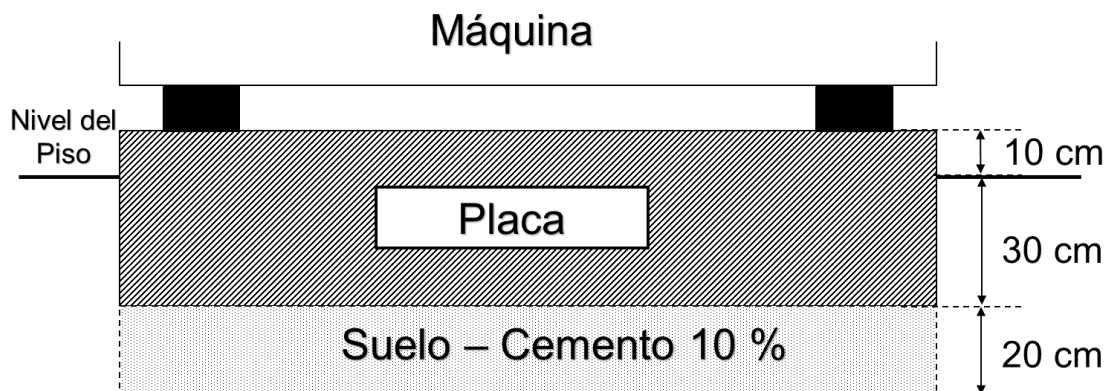 Máquina
Nivel del
Piso
10 cm
Placa
30 cm
Suelo – Cemento 10 %
20 cm